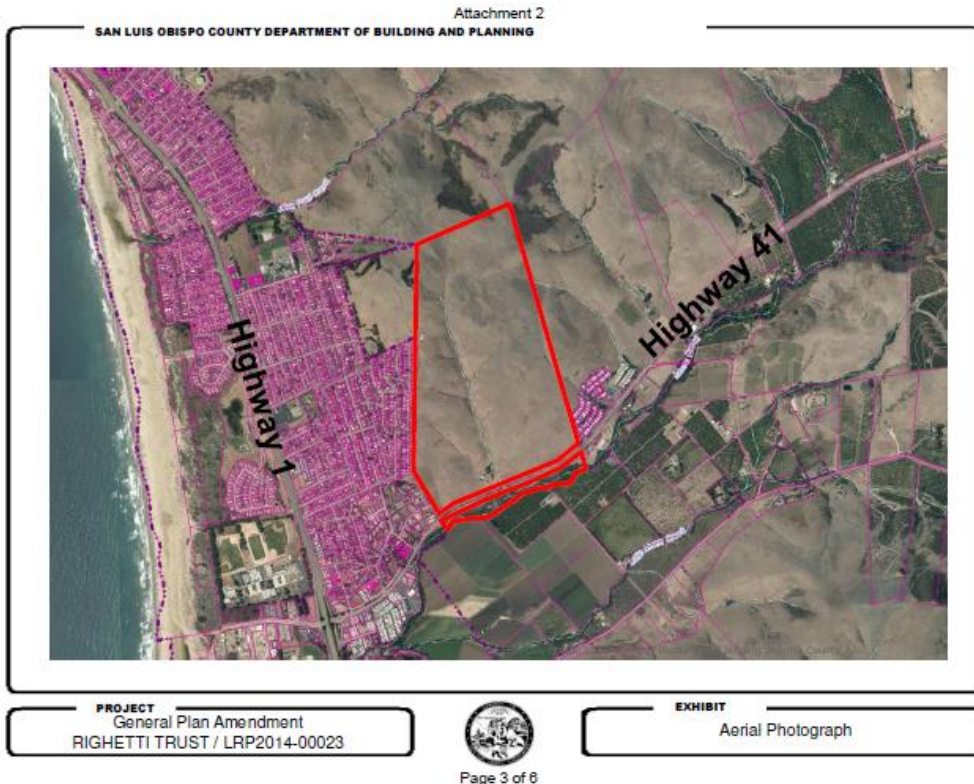 Attachment 2
SAN LUIS OBISPO COUNTY DEPARTMENT OF BUILDING AND PLANNING
Highway 41
Highway 1
PROJECT
General Plan Amendment
RIGHETTI TRUST / LRP2014-00023
EXHIBIT
Aerial Photograph
Page 3 of 6